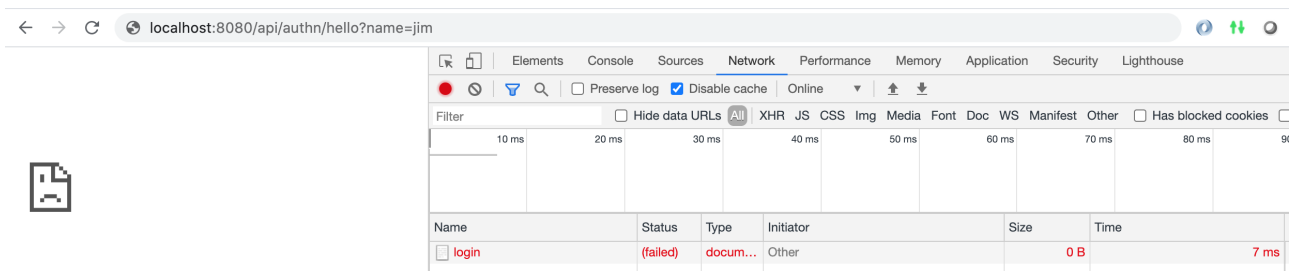 localhost:8080/api/authn/hello?name=jim
Elements Console Sources Network Performance Memory Application Security Lighthouse
Preserve log Disable cache Online
Filter Hide data URLs All XHR JS CSS Img Media Font Doc WS Manifest Other Has blocked cookies
10 ms 20 ms 30 ms 40 ms 50 ms 60 ms 70 ms 80 ms 90
Name Status Type Initiator Size Time
login (failed) docum... Other 0 B 7 ms